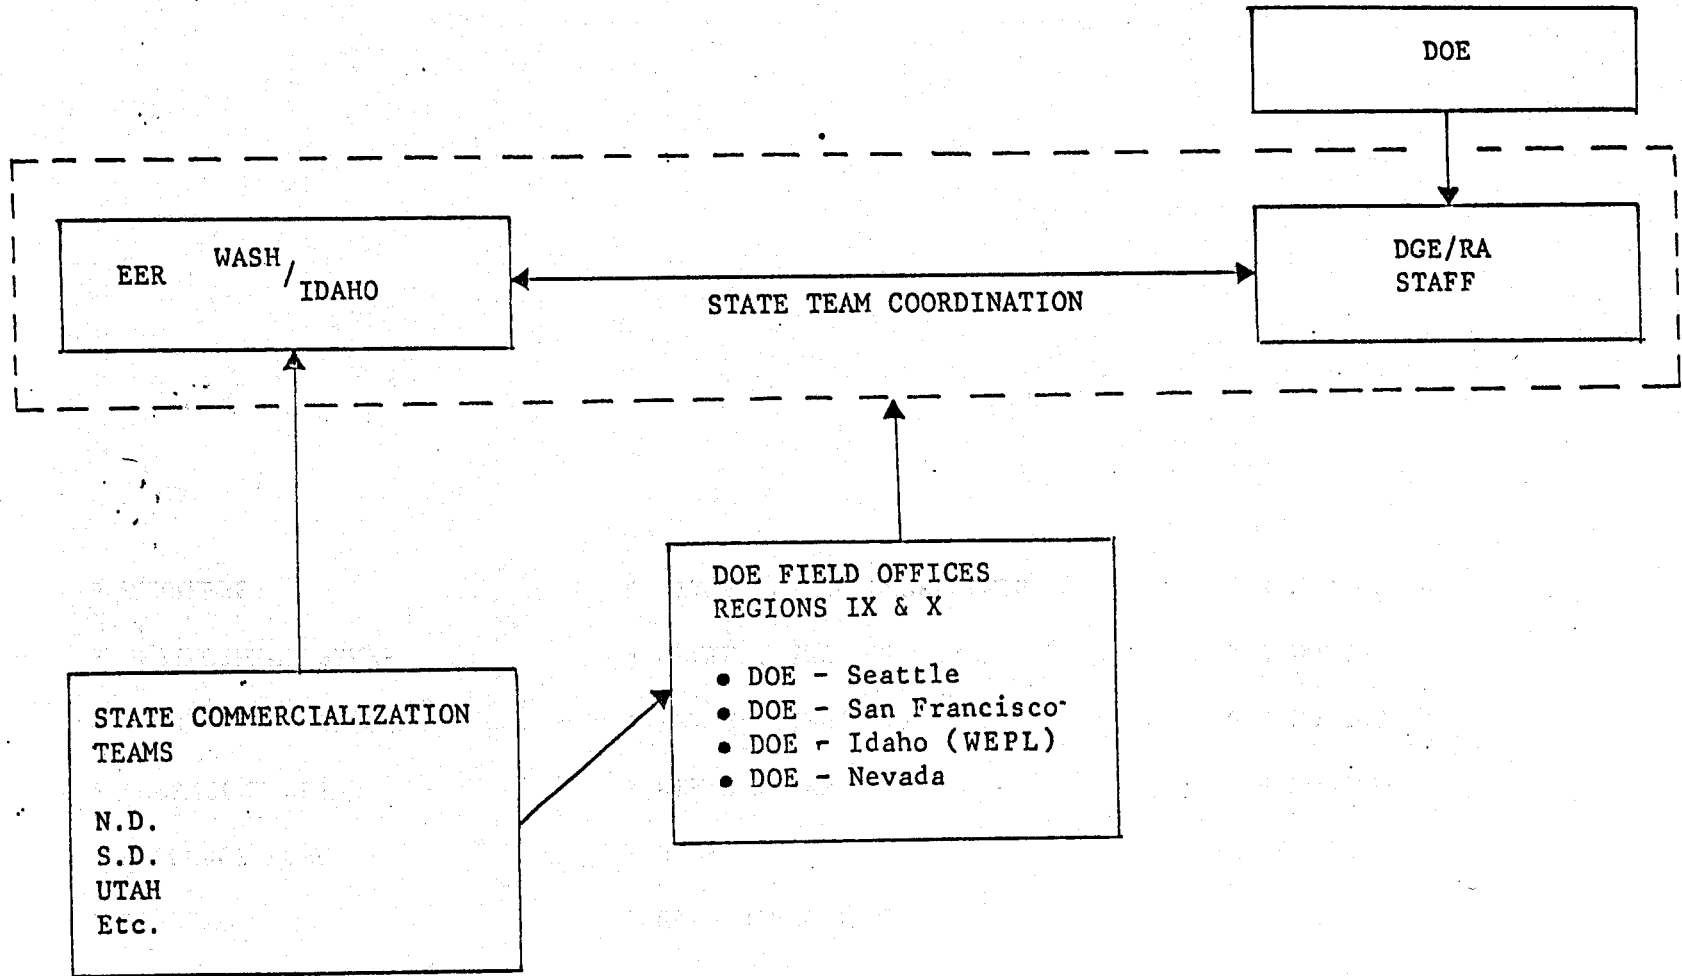 DOE
EER WASH/IDAHO
STATE TEAM COORDINATION
DGE/RA
STAFF
DOE FIELD OFFICES
REGIONS IX & X
● DOE - Seattle
● DOE - San Francisco
● DOE - Idaho (WEPL)
● DOE - Nevada
STATE COMMERCIALIZATION
TEAMS
N.D.
S.D.
UTAH
Etc.